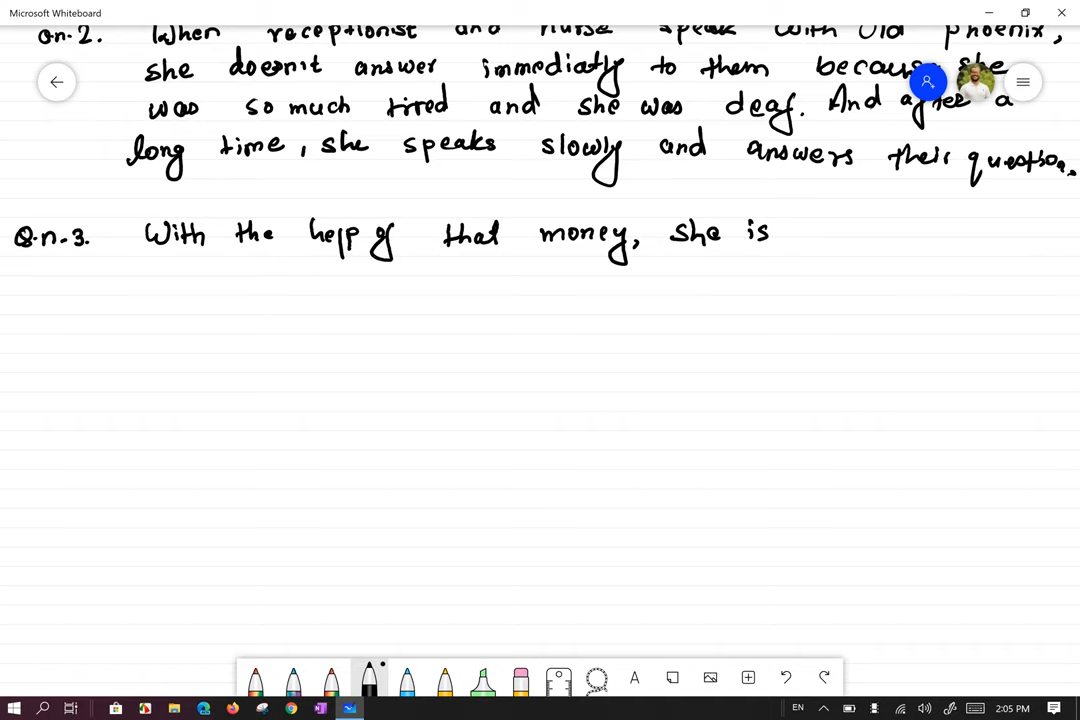 Microsoft Whiteboard
Qn. 2. When receptionist and nurse speak with Old Phoenix,
she doesn't answer immediatly to them because she
was so much tired and she was deaf. And after a
long time, she speaks slowly and answers their question.
Q.n.3. With the help of that money, she is
A
EN
2:05 PM